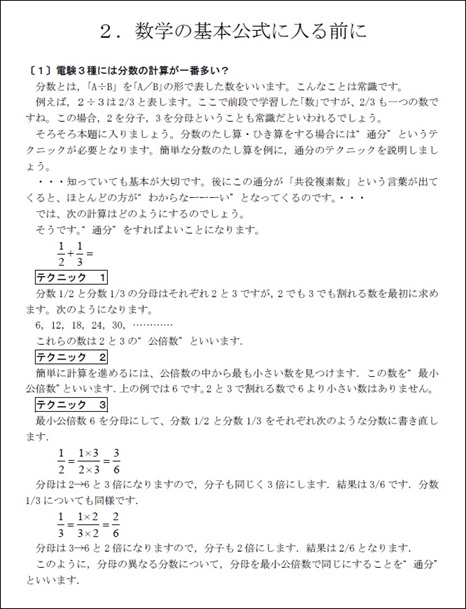 ２．数学の基本公式に入る前に
〔１〕電験３種には分数の計算が一番多い？
分数とは，「A÷B」を「A／B」の形で表した数をいいます。こんなことは常識です。
例えば，２÷３は 2/3 と表します。ここで前段で学習した「数」ですが、2/3 も一つの数で
すね。この場合，２を分子，３を分母ということも常識だといわれるでしょう。
そろそろ本題に入りましょう。分数のたし算・ひき算をする場合には“通分”というテ
クニックが必要となります。簡単な分数のたし算を例に，通分のテクニックを説明しまし
ょう。
・・・知っていても基本が大切です。後にこの通分が「共役複素数」という言葉が出て
くると、ほとんどの方が“わからなーーーい”となってくるのです。・・・
では、次の計算はどのようにするのでしょう。
そうです。“通分”をすればよいことになります。
1/2 + 1/3 =
テクニック　１
分数 1/2 と分数 1/3 の分母はそれぞれ２と３ですが，２でも３でも割れる数を最初に求め
ます。次のようになります。
6，12，18，24，30，…………
これらの数は２と３の“公倍数”といいます．
テクニック　２
簡単に計算を進めるには、公倍数の中から最も小さい数を見つけます．この数を“最小
公倍数”といいます．上の例では６です。２と３で割れる数で６より小さい数はありません。
テクニック　３
最小公倍数６を分母にして、分数 1/2 と分数 1/3 をそれぞれ次のような分数に書き直し
ます．
1/2 = 1×3/2×3 = 3/6
分母は 2→6 と３倍になりますので，分子も同じく３倍にします．結果は 3/6 です．分数
1/3 についても同様です．
1/3 = 1×2/3×2 = 2/6
分母は 3→6 と２倍になりますので，分子も２倍にします．結果は 2/6 となります．
このように，分母の異なる分数について，分母を最小公倍数で同じにすることを“通分”
といいます．